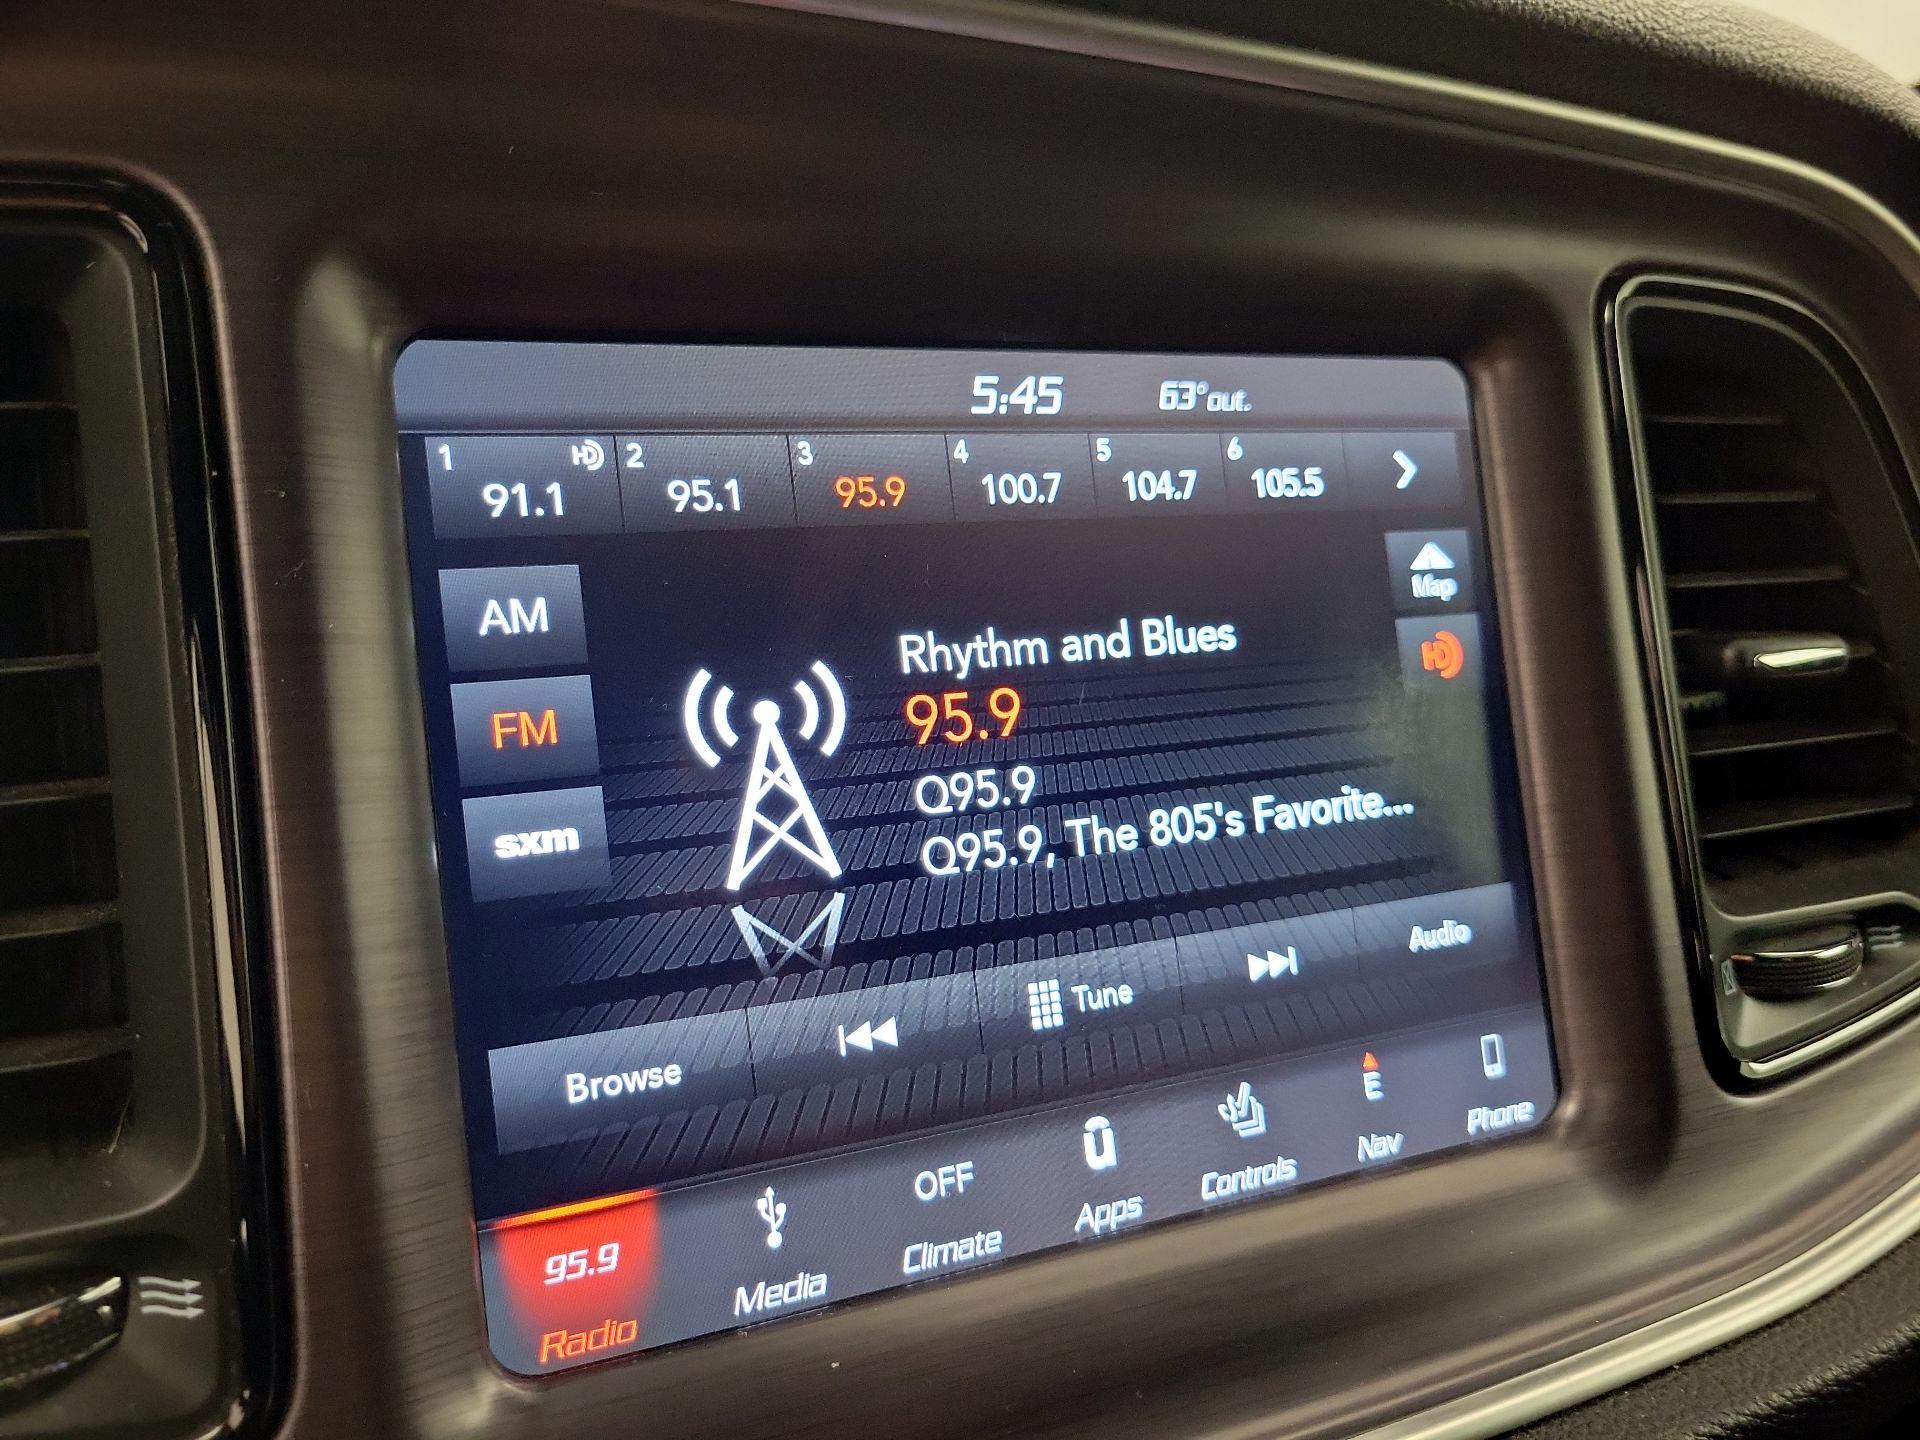 5:45 63°out.
1 HD 2 3 4 5 6
91.1 95.1 95.9 100.7 104.7 105.5
AM
FM
sxm
Map
HD
Rhythm and Blues
95.9
Q95.9
Q95.9, The 805's Favorite...
Browse Tune Audio
95.9 OFF E
Radio Media Climate Apps Controls Nav Phone